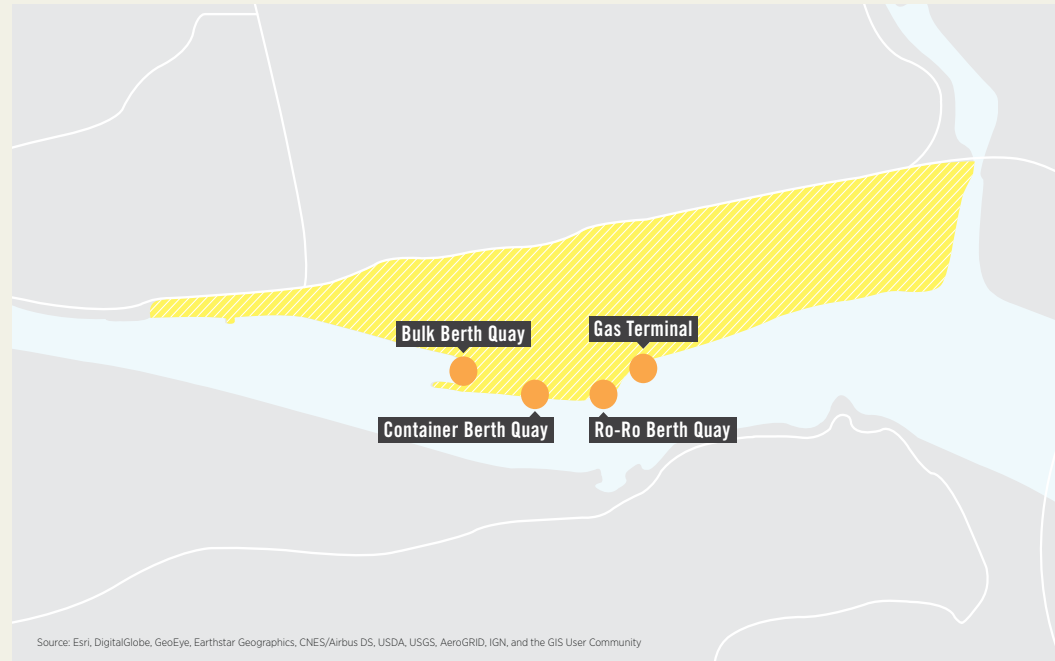 Bulk Berth Quay
Gas Terminal
Container Berth Quay
Ro-Ro Berth Quay
Source: Esri, DigitalGlobe, GeoEye, Earthstar Geographics, CNES/Airbus DS, USDA, USGS, AeroGRID, IGN, and the GIS User Community